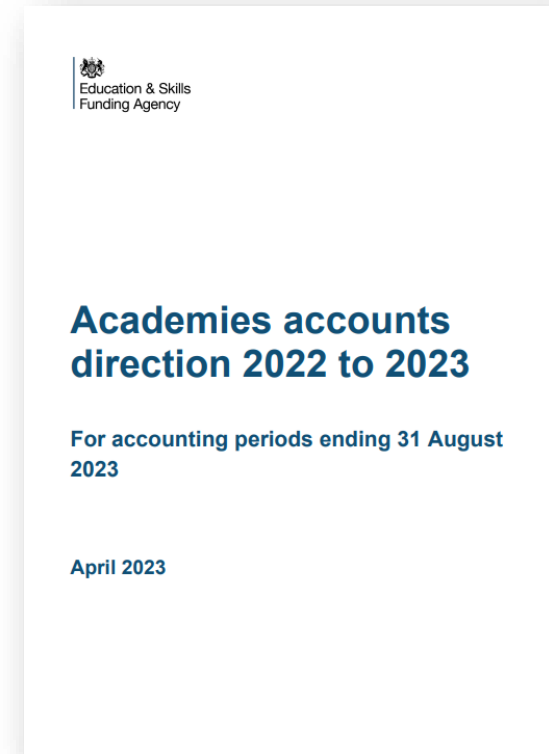 Education & Skills
Funding Agency
Academies accounts
direction 2022 to 2023
For accounting periods ending 31 August
2023
April 2023